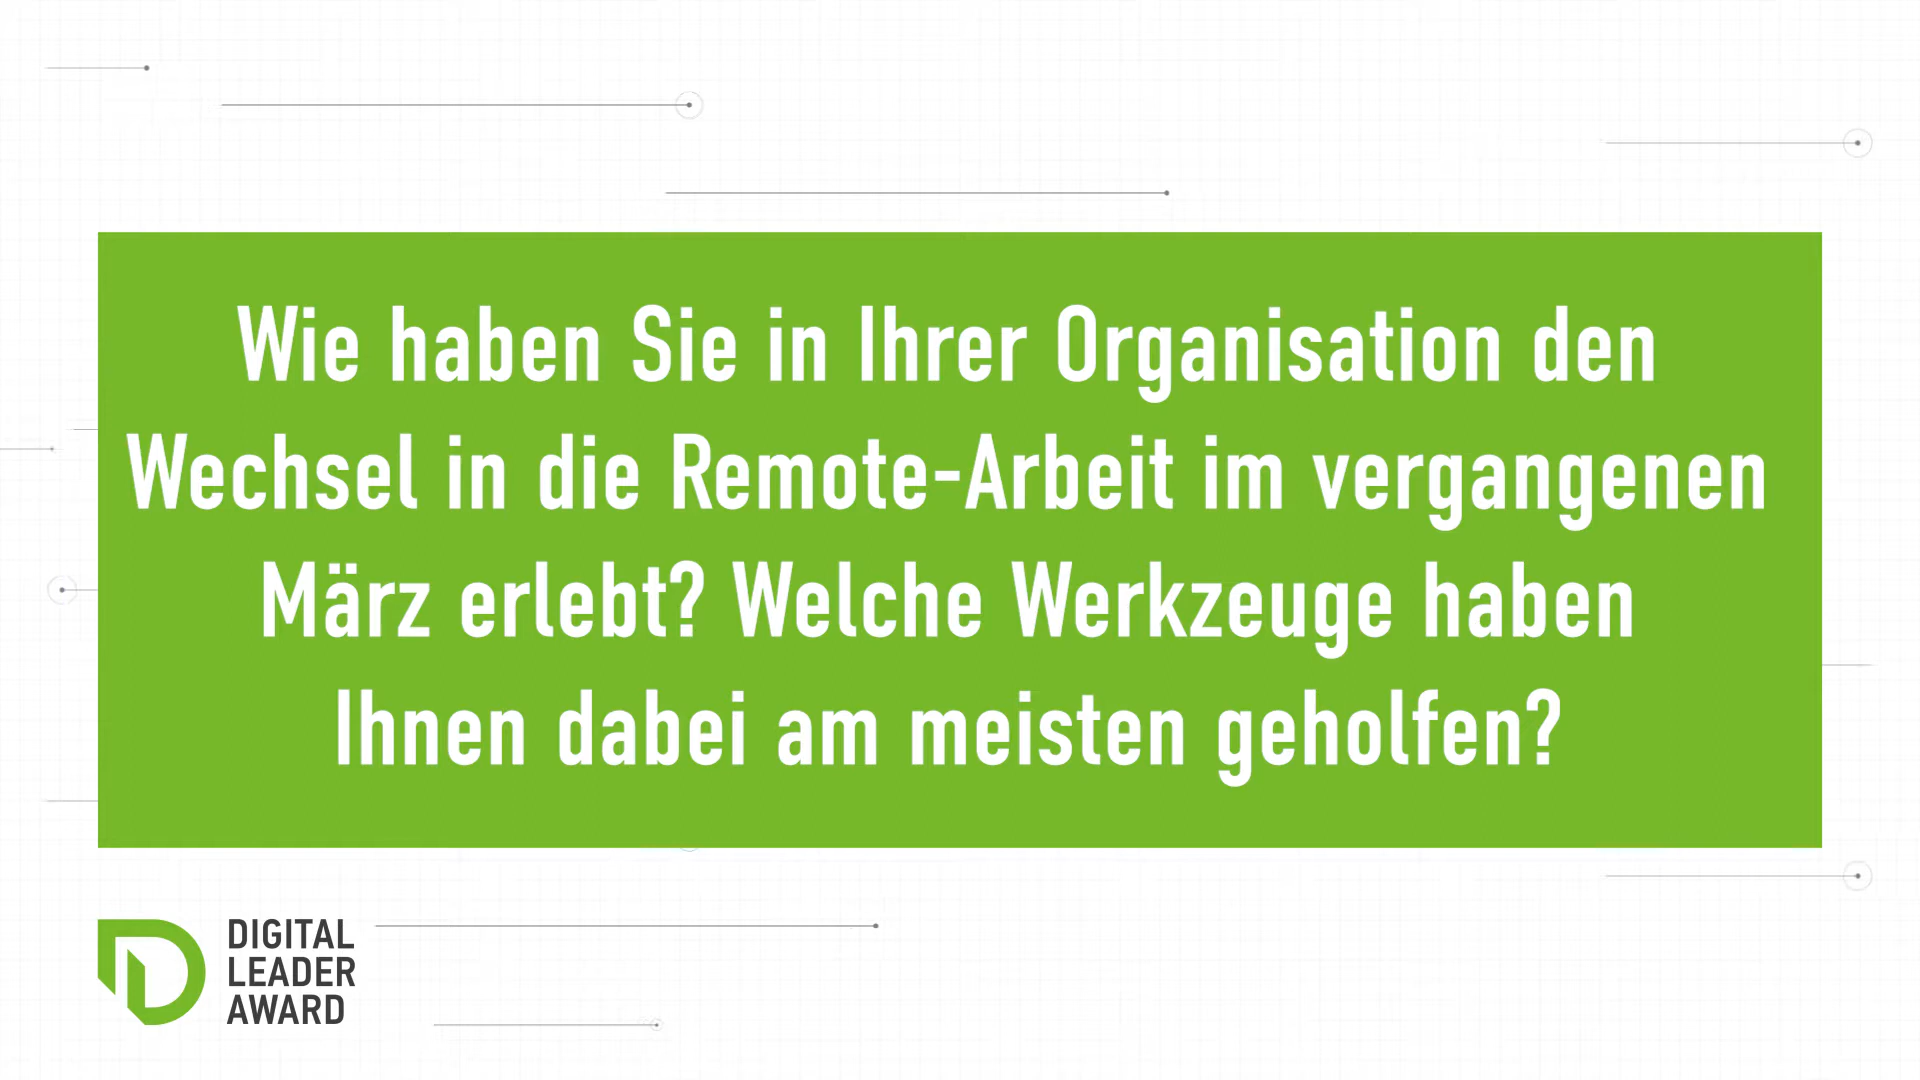 Wie haben Sie in Ihrer Organisation den
Wechsel in die Remote-Arbeit im vergangenen
März erlebt? Welche Werkzeuge haben
Ihnen dabei am meisten geholfen?
DIGITAL
LEADER
AWARD